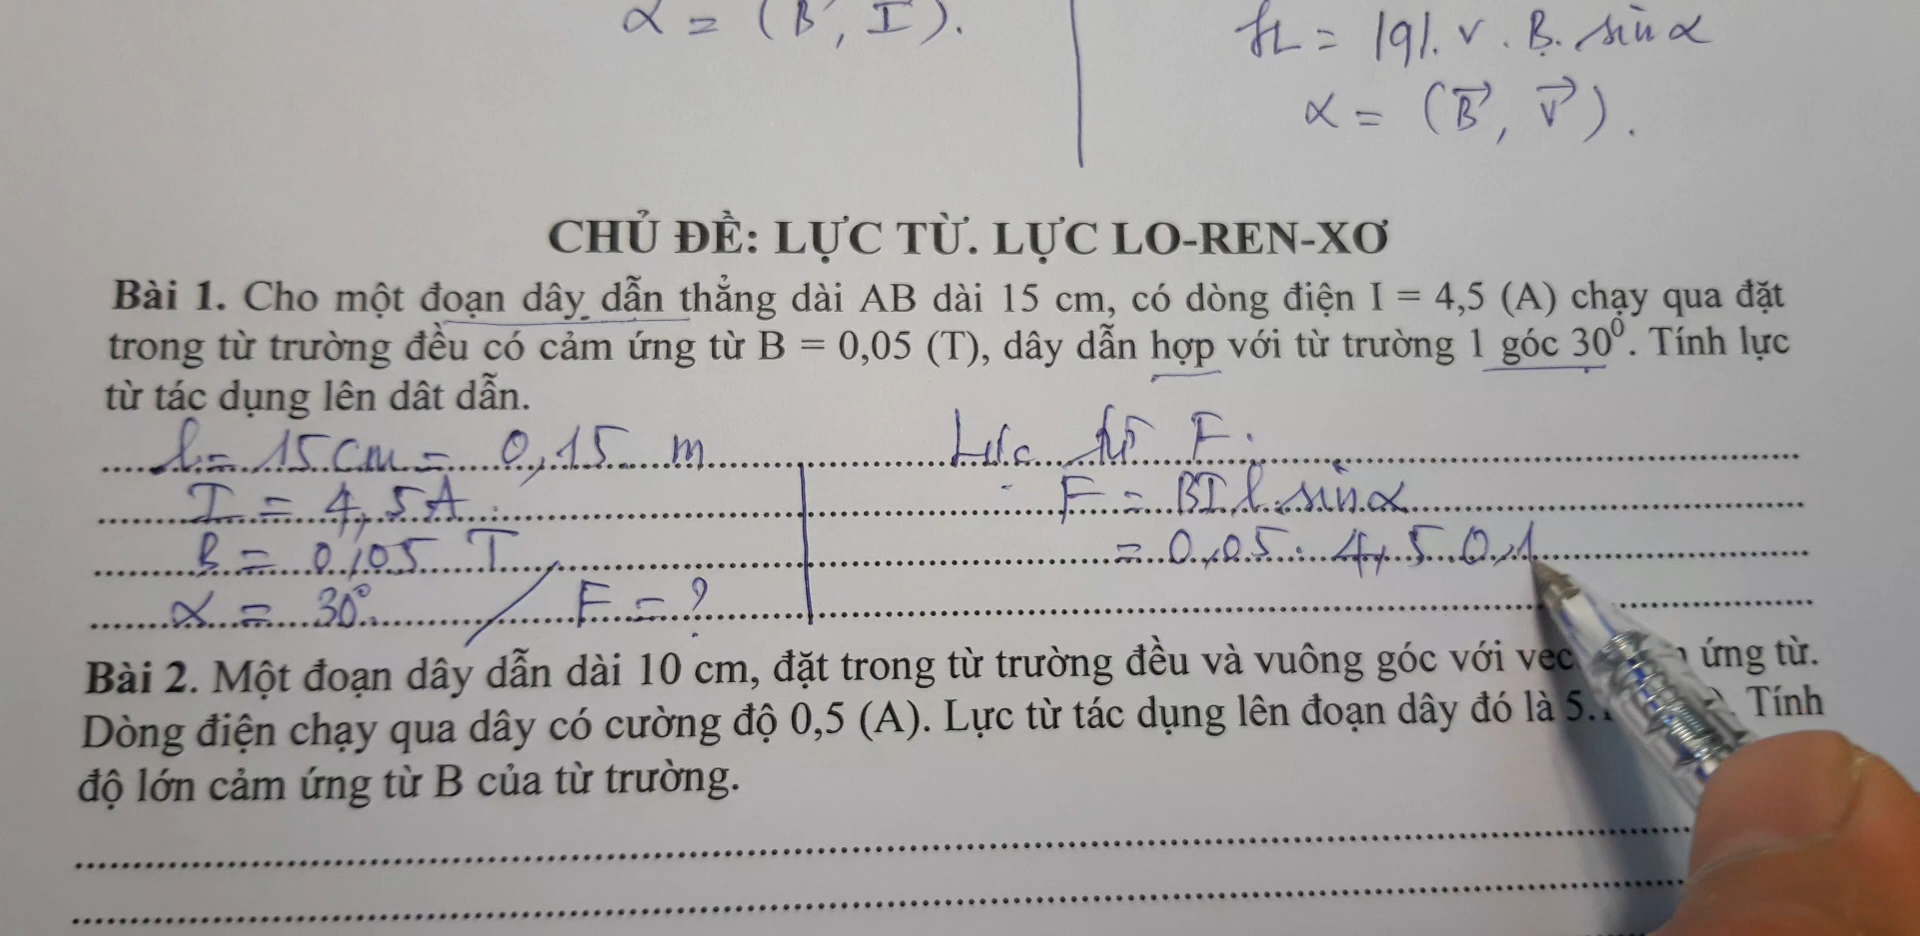 α = (B, I).
fL = |q|. v . B. sin α
α = (B⃗, v⃗).
CHỦ ĐỀ: LỰC TỪ. LỰC LO-REN-XƠ
Bài 1. Cho một đoạn dây dẫn thẳng dài AB dài 15 cm, có dòng điện I = 4,5 (A) chạy qua đặt
trong từ trường đều có cảm ứng từ B = 0,05 (T), dây dẫn hợp với từ trường 1 góc 30⁰. Tính lực
từ tác dụng lên dât dẫn.
l = 15 cm = 0,15 m
I = 4,5A
B = 0,05 T
α = 30° / F = ?
Lực từ F:
F = BIl.sin α
= 0,05 . 4,5 0,1
Bài 2. Một đoạn dây dẫn dài 10 cm, đặt trong từ trường đều và vuông góc với vec ứng từ.
Dòng điện chạy qua dây có cường độ 0,5 (A). Lực từ tác dụng lên đoạn dây đó là 5. Tính
độ lớn cảm ứng từ B của từ trường.